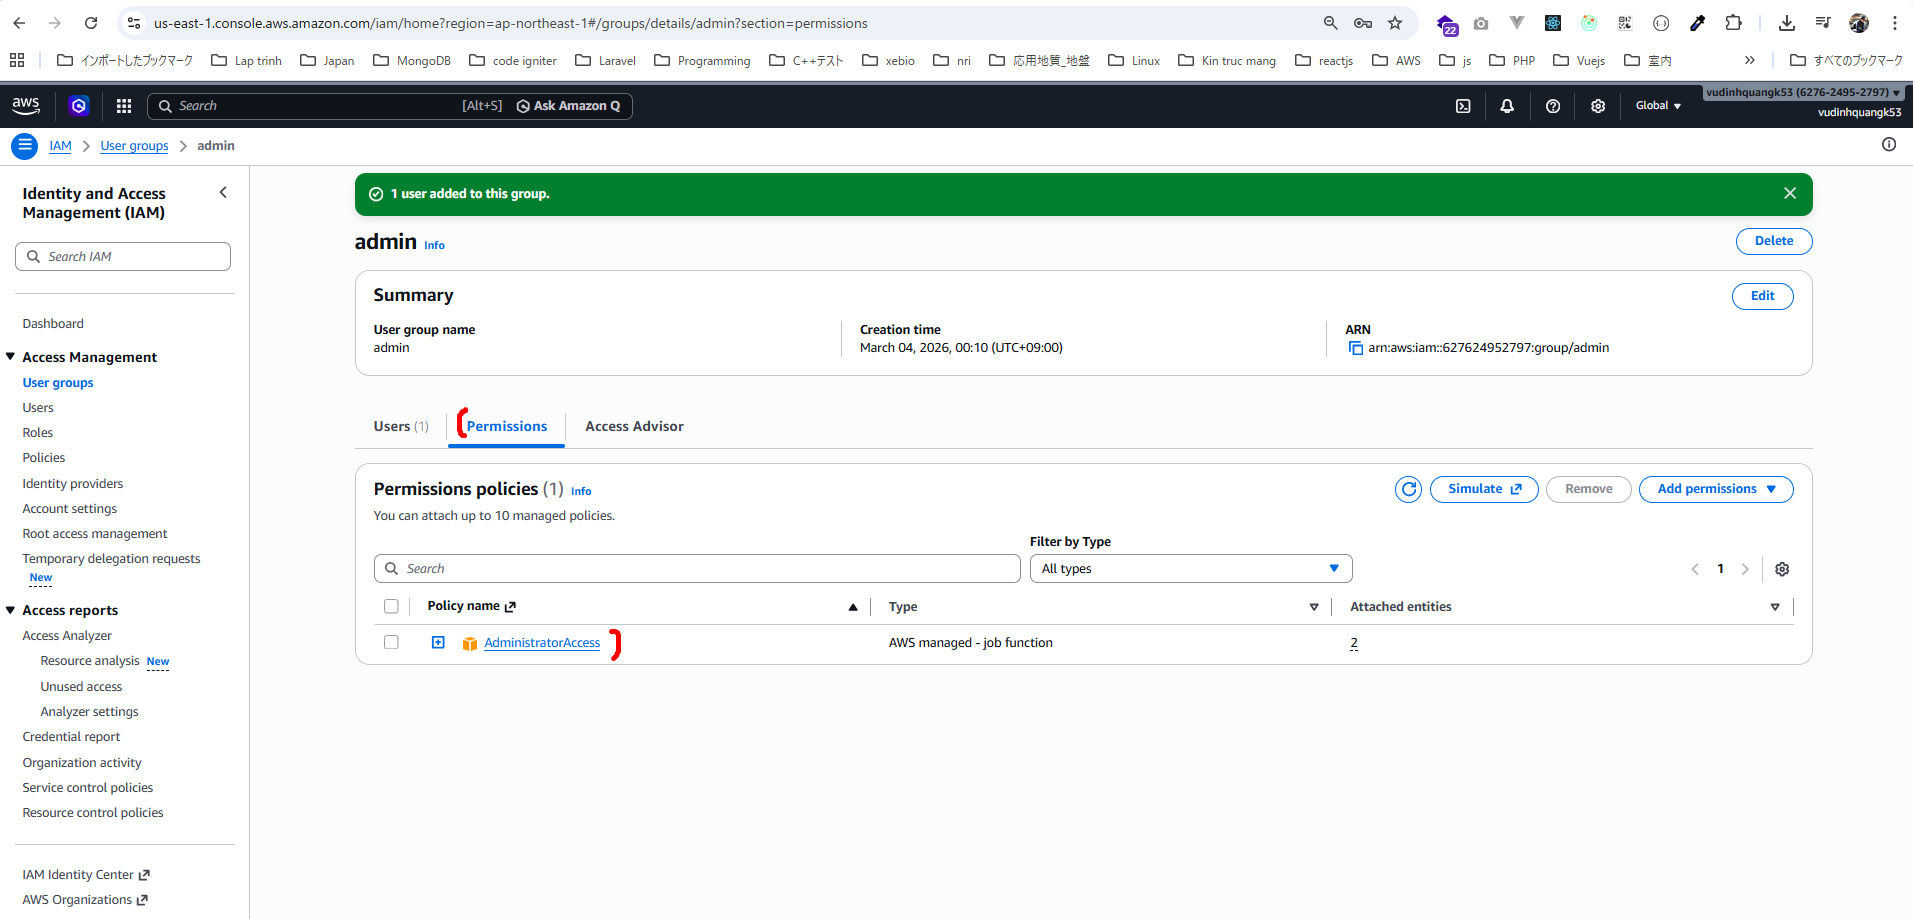 us-east-1.console.aws.amazon.com/iam/home?region=ap-northeast-1#/groups/details/admin?section=permissions
22
インポートしたブックマーク Lap trinh Japan MongoDB code igniter Laravel Programming C++テスト xebio nri 応用地質_地盤 Linux Kin truc mang reactjs AWS js PHP Vuejs 室内 » すべてのブックマーク
aws Search [Alt+S] Ask Amazon Q Global vudinhquangk53 (6276-2495-2797)
vudinhquangk53
IAM > User groups > admin
Identity and Access Management (IAM)
Search IAM
Dashboard
Access Management
User groups
Users
Roles
Policies
Identity providers
Account settings
Root access management
Temporary delegation requests
New
Access reports
Access Analyzer
Resource analysis New
Unused access
Analyzer settings
Credential report
Organization activity
Service control policies
Resource control policies
IAM Identity Center
AWS Organizations
1 user added to this group.
admin Info Delete
Summary Edit
User group name
admin
Creation time
March 04, 2026, 00:10 (UTC+09:00)
ARN
arn:aws:iam::627624952797:group/admin
Users (1) Permissions Access Advisor
Permissions policies (1) Info Simulate Remove Add permissions
You can attach up to 10 managed policies.
Filter by Type
Search All types 1
Policy name Type Attached entities
AdministratorAccess AWS managed - job function 2